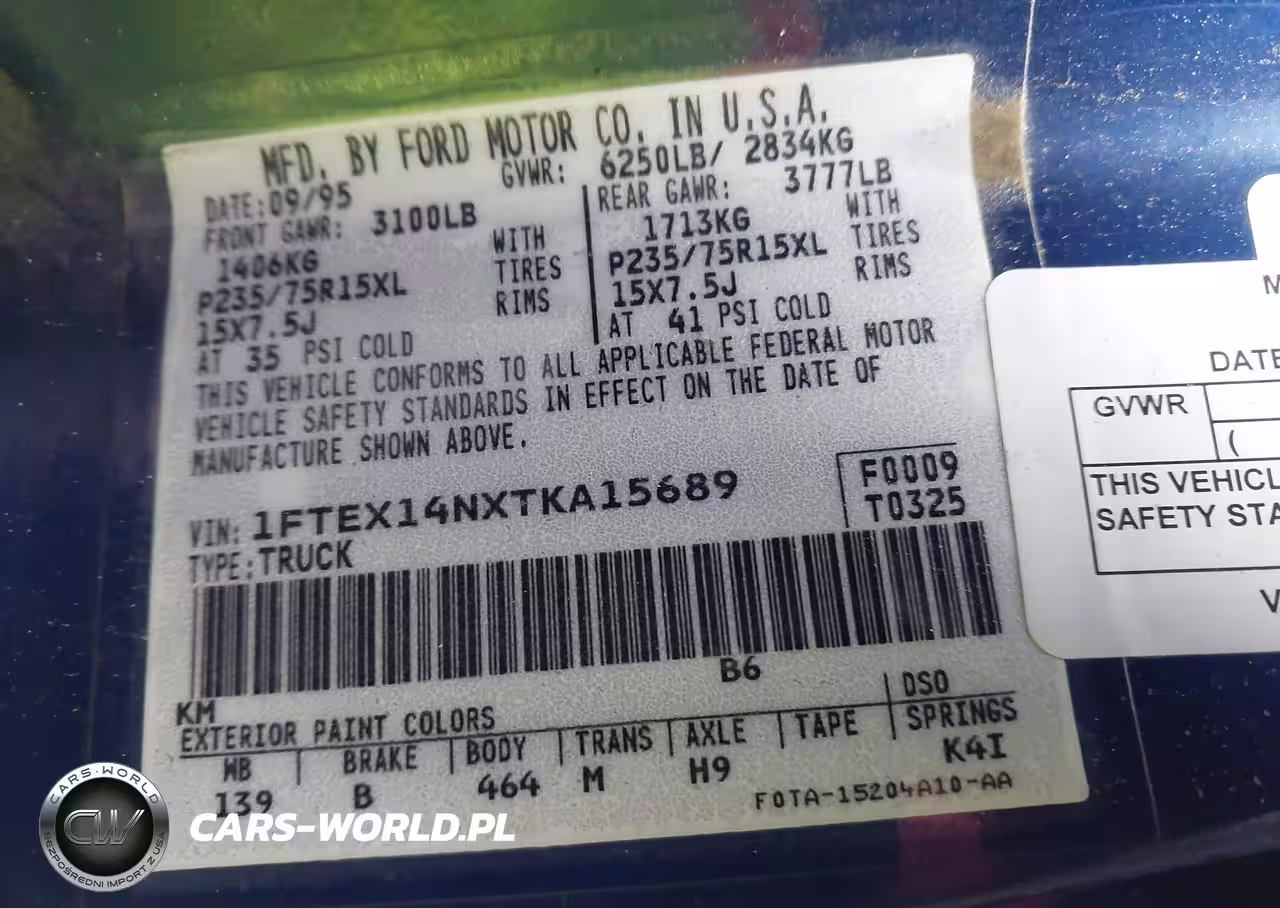 MFD. BY FORD MOTOR CO. IN U.S.A.
DATE: 09/95 GVWR: 6250LB/ 2834KG
FRONT GAWR: 3100LB
1406KG WITH
P235/75R15XL TIRES
15X7.5J RIMS
AT 35 PSI COLD
REAR GAWR: 3777LB
1713KG WITH
P235/75R15XL TIRES
15X7.5J RIMS
AT 41 PSI COLD
THIS VEHICLE CONFORMS TO ALL APPLICABLE FEDERAL MOTOR
VEHICLE SAFETY STANDARDS IN EFFECT ON THE DATE OF
MANUFACTURE SHOWN ABOVE.
VIN: 1FTEX14NXTKA15689
TYPE: TRUCK
F0009
T0325
B6
KM
EXTERIOR PAINT COLORS DSO
WB BRAKE BODY TRANS AXLE TAPE SPRINGS
139 B 464 M H9 K4I
F0TA-15204A10-AA
M
DATE
GVWR
(
THIS VEHICL
SAFETY STA
V
CARS-WORLD
CW
BEZPOŚREDNI IMPORT Z USA
CARS-WORLD.PL